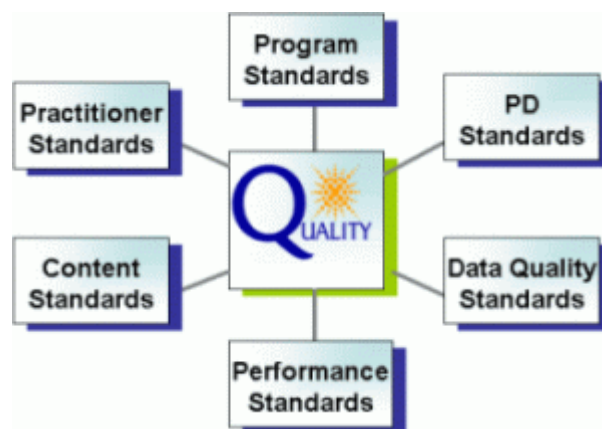 Program
Standards
Practitioner
Standards
PD
Standards
QUALITY
Content
Standards
Data Quality
Standards
Performance
Standards